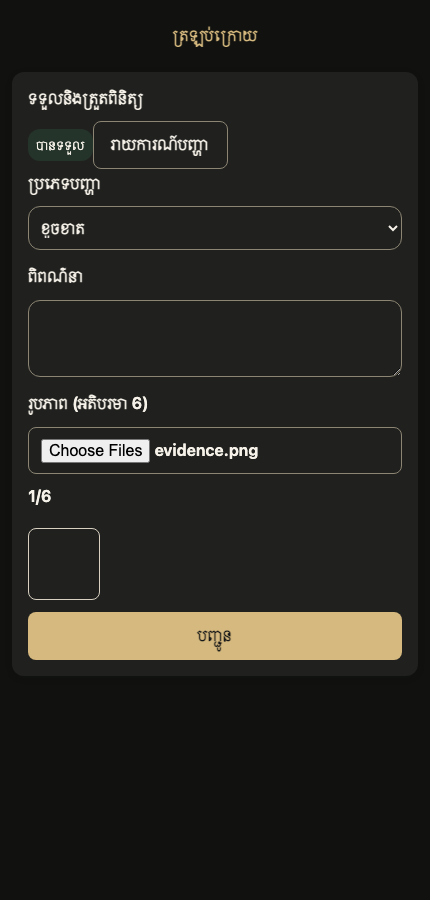 ត្រឡប់ក្រោយ
ទទួលនិងត្រួតពិនិត្យ
បានទទួល រាយការណ៍បញ្ហា
ប្រភេទបញ្ហា
ខូចខាត
ពិពណ៌នា
រូបភាព (អតិបរមា 6)
Choose Files evidence.png
1/6
បញ្ជូន